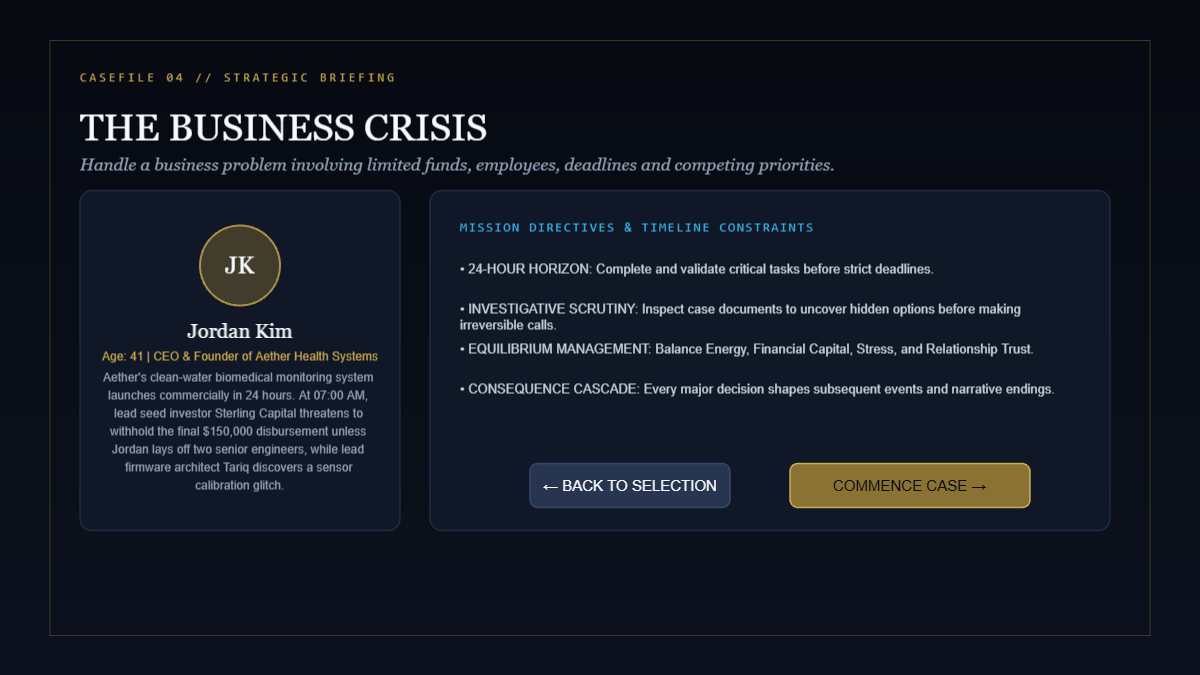 CASEFILE 04 // STRATEGIC BRIEFING
THE BUSINESS CRISIS
Handle a business problem involving limited funds, employees, deadlines and competing priorities.
JK
Jordan Kim
Age: 41 | CEO & Founder of Aether Health Systems
Aether's clean-water biomedical monitoring system
launches commercially in 24 hours. At 07:00 AM,
lead seed investor Sterling Capital threatens to
withhold the final $150,000 disbursement unless
Jordan lays off two senior engineers, while lead
firmware architect Tariq discovers a sensor
calibration glitch.
MISSION DIRECTIVES & TIMELINE CONSTRAINTS
• 24-HOUR HORIZON: Complete and validate critical tasks before strict deadlines.
• INVESTIGATIVE SCRUTINY: Inspect case documents to uncover hidden options before making
irreversible calls.
• EQUILIBRIUM MANAGEMENT: Balance Energy, Financial Capital, Stress, and Relationship Trust.
• CONSEQUENCE CASCADE: Every major decision shapes subsequent events and narrative endings.
← BACK TO SELECTION
COMMENCE CASE →